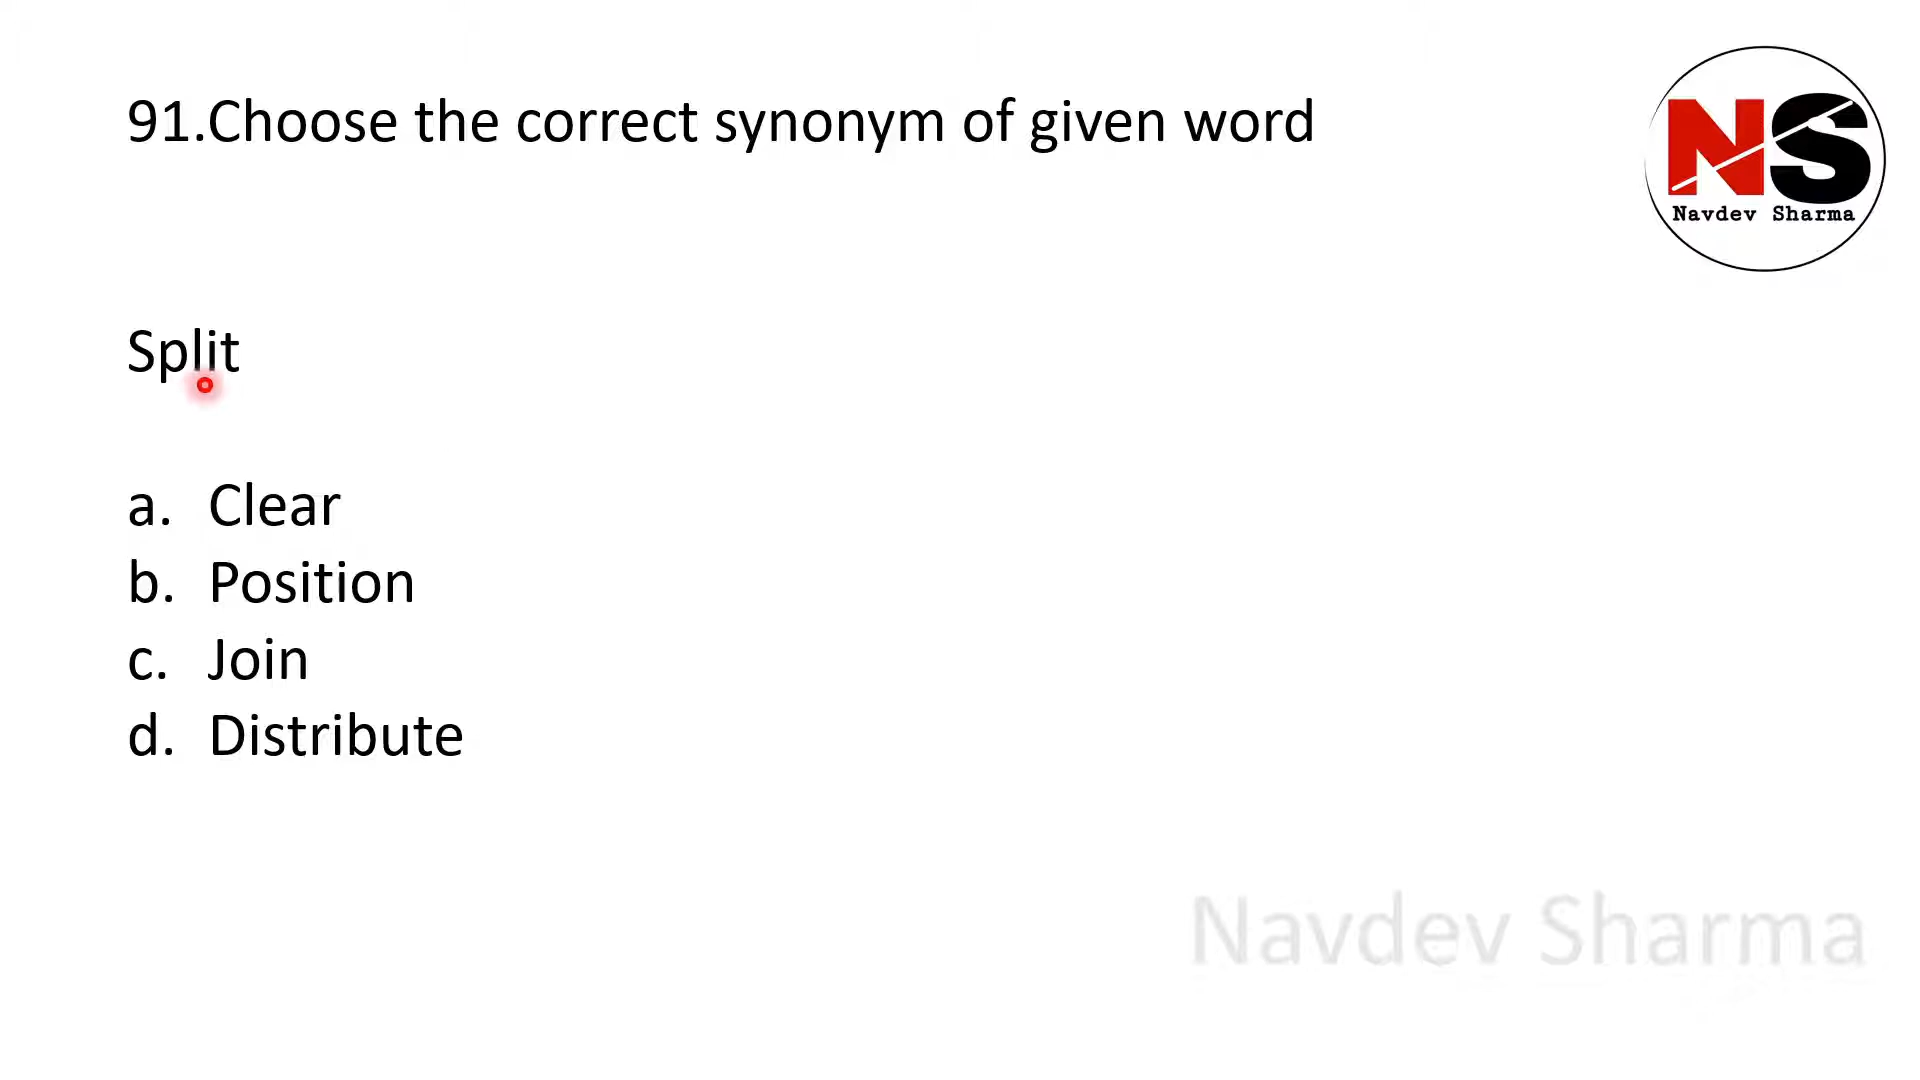 91.Choose the correct synonym of given word
NS
Navdev Sharma
Split
a. Clear
b. Position
c. Join
d. Distribute
Navdev Sharma